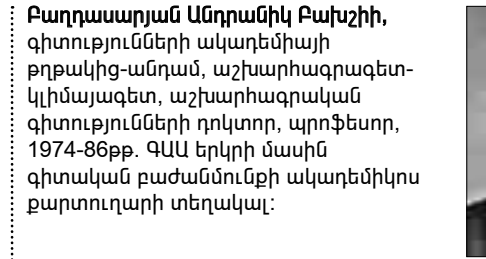 Բաղդասարյան Անդրանիկ Բախշիի,
գիտությունների ակադեմիայի
թղթակից-անդամ, աշխարհագրագետ-
կլիմայագետ, աշխարհագրական
գիտությունների դոկտոր, պրոֆեսոր,
1974-86թթ. ԳԱԱ երկրի մասին
գիտական բաժանմունքի ակադեմիկոս
քարտուղարի տեղակալ: